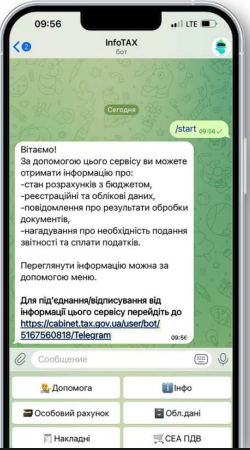 09:56
LTE
2
InfoTAX
бот
Сегодня
/start 09:56
Вітаємо!
За допомогою цього сервісу ви можете
отримати інформацію про:
-стан розрахунків з бюджетом,
-реєстраційні та облікові даних,
-повідомлення про результати обробки
документів,
-нагадування про необхідність подання
звітності та сплати податків.
Переглянути інформацію можна за
допомогою меню.
Для під'єднання/відписування від
інформації цього сервісу перейдіть до
https://cabinet.tax.gov.ua/user/bot/
5167560818/Telegram
09:56
Сообщение
Допомога
Інфо
Особовий рахунок
Обл.дані
Накладні
СЕА ПДВ